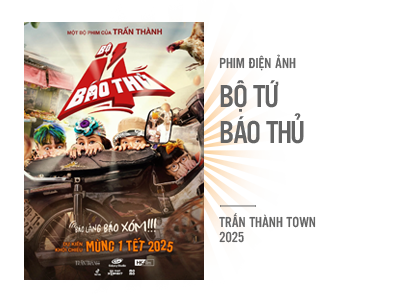 MỘT BỘ PHIM CỦA TRẤN THÀNH
BỘ
4
BÁO THỦ
BÁO LÀNG BÁO XÓM!!!
DỰ KIẾN
KHỞI CHIẾU
MÙNG 1 TẾT 2025
PHIM ĐIỆN ẢNH
BỘ TỨ
BÁO THỦ
TRẤN THÀNH TOWN
2025